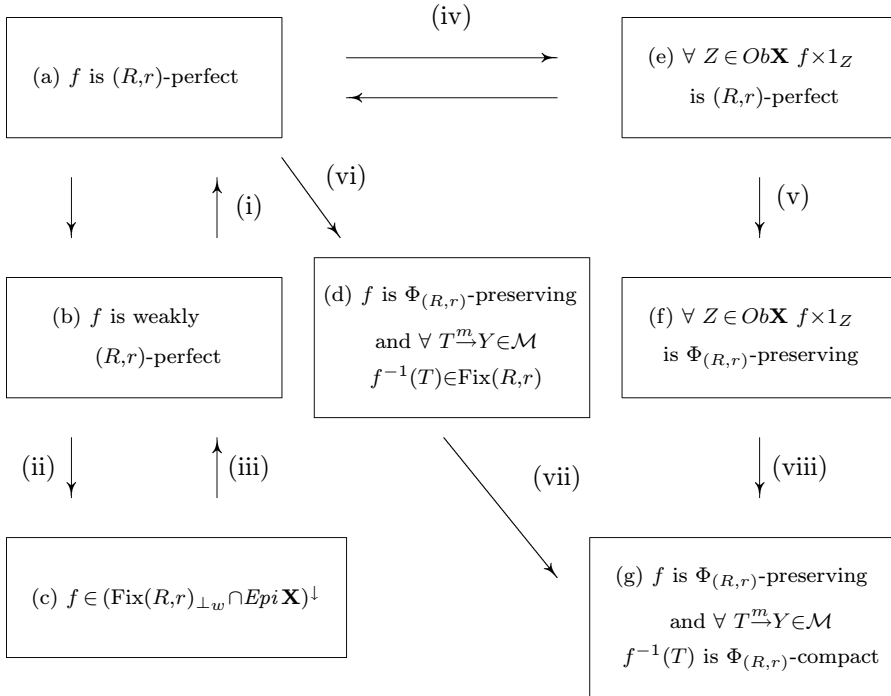 (iv)
(a) f is (R,r)-perfect
(e) ∀ Z ∈ ObX f×1_Z
is (R,r)-perfect
(vi)
(i)
(v)
(b) f is weakly
(R,r)-perfect
(d) f is Φ_(R,r)-preserving
and ∀ T →^m Y∈ℳ
f⁻¹(T)∈Fix(R,r)
(f) ∀ Z ∈ ObX f×1_Z
is Φ_(R,r)-preserving
(ii)
(iii)
(vii)
(viii)
(c) f ∈ (Fix(R,r)_⊥w ∩ Epi X)^↓
(g) f is Φ_(R,r)-preserving
and ∀ T →^m Y∈ℳ
f⁻¹(T) is Φ_(R,r)-compact